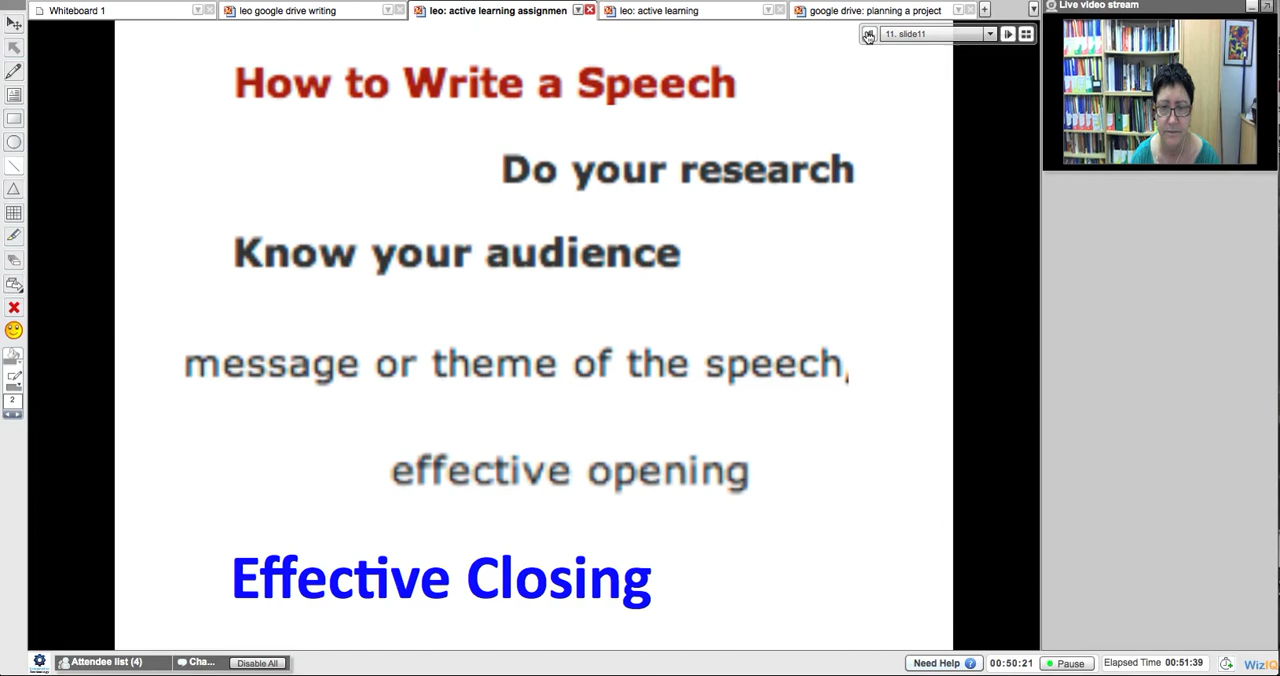 Whiteboard 1
leo google drive writing
leo: active learning assignmen
leo: active learning
google drive: planning a project
Live video stream
11. slide11
How to Write a Speech
Do your research
Know your audience
message or theme of the speech,
effective opening
Effective Closing
2
Attendee list (4)
Cha...
Disable All
Need Help
00:50:21
Pause
Elapsed Time
00:51:39
WizIQ